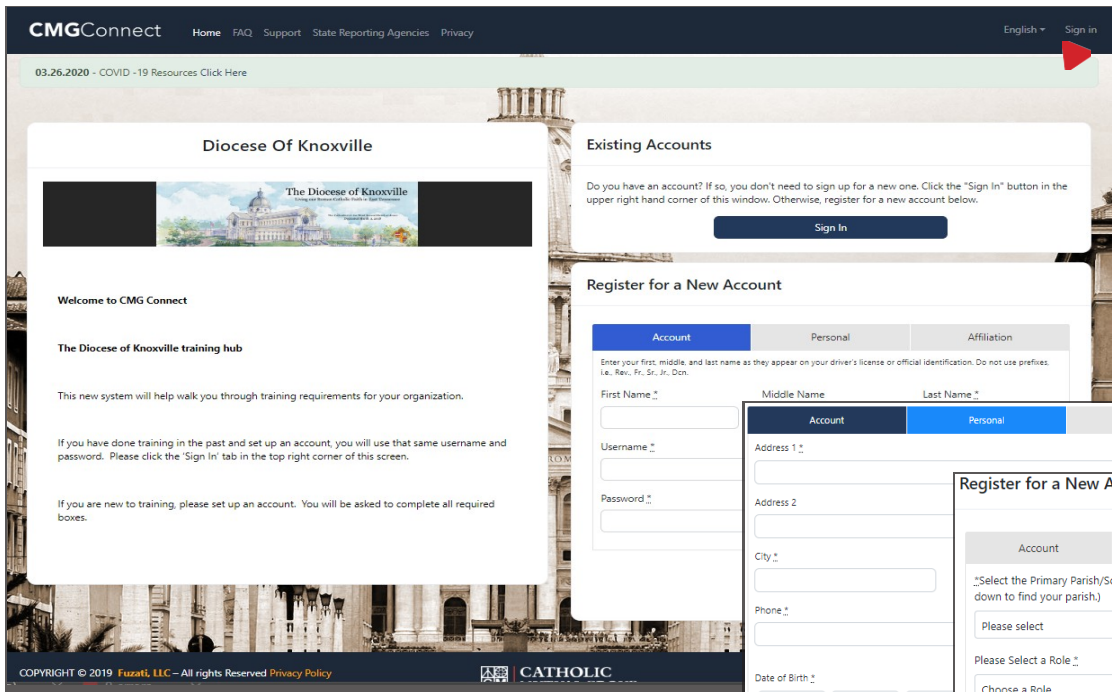 CMGConnect Home FAQ Support State Reporting Agencies Privacy English Sign in
03.26.2020 - COVID -19 Resources Click Here
Diocese Of Knoxville
The Diocese of Knoxville
Welcome to CMG Connect
The Diocese of Knoxville training hub
This new system will help walk you through training requirements for your organization.
If you have done training in the past and set up an account, you will use that same username and
password. Please click the 'Sign In' tab in the top right corner of this screen.
If you are new to training, please set up an account. You will be asked to complete all required
boxes.
Existing Accounts
Do you have an account? If so, you don't need to sign up for a new one. Click the "Sign In" button in the
upper right hand corner of this window. Otherwise, register for a new account below.
Sign In
Register for a New Account
Account Personal Affiliation
Enter your first, middle, and last name as they appear on your driver's license or official identification. Do not use prefixes,
i.e., Rev., Fr., Sr., Jr., Dcn.
First Name * Middle Name Last Name *
Username *
Password *
Account Personal
Address 1 *
Address 2
City *
Phone *
Date of Birth *
Register for a New A
Account
*Select the Primary Parish/Sc
down to find your parish.)
Please select
Please Select a Role *
Choose a Role
COPYRIGHT © 2019 Fuzati, LLC – All rights Reserved Privacy Policy
CATHOLIC